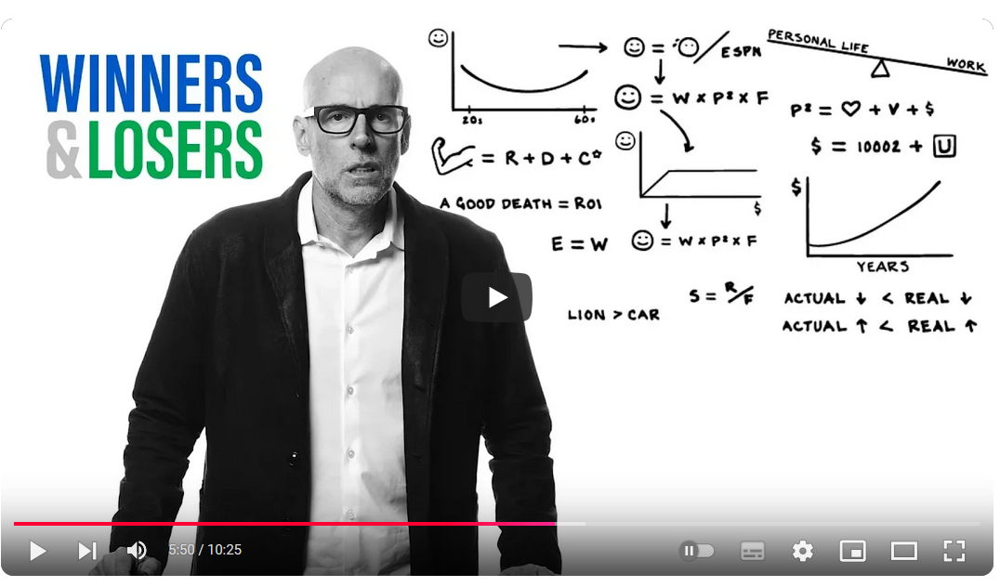 WINNERS
& LOSERS
20s
60s
= /ESPN
= W x P² x F
PERSONAL LIFE
WORK
P² = ♡ + V + $
$ = 10002 + U
= R + D + C☆
$
A GOOD DEATH = ROI
E = W
= W x P² x F
$
YEARS
S = R/F
LION > CAR
ACTUAL ↓ < REAL ↓
ACTUAL ↑ < REAL ↑
5:50 / 10:25